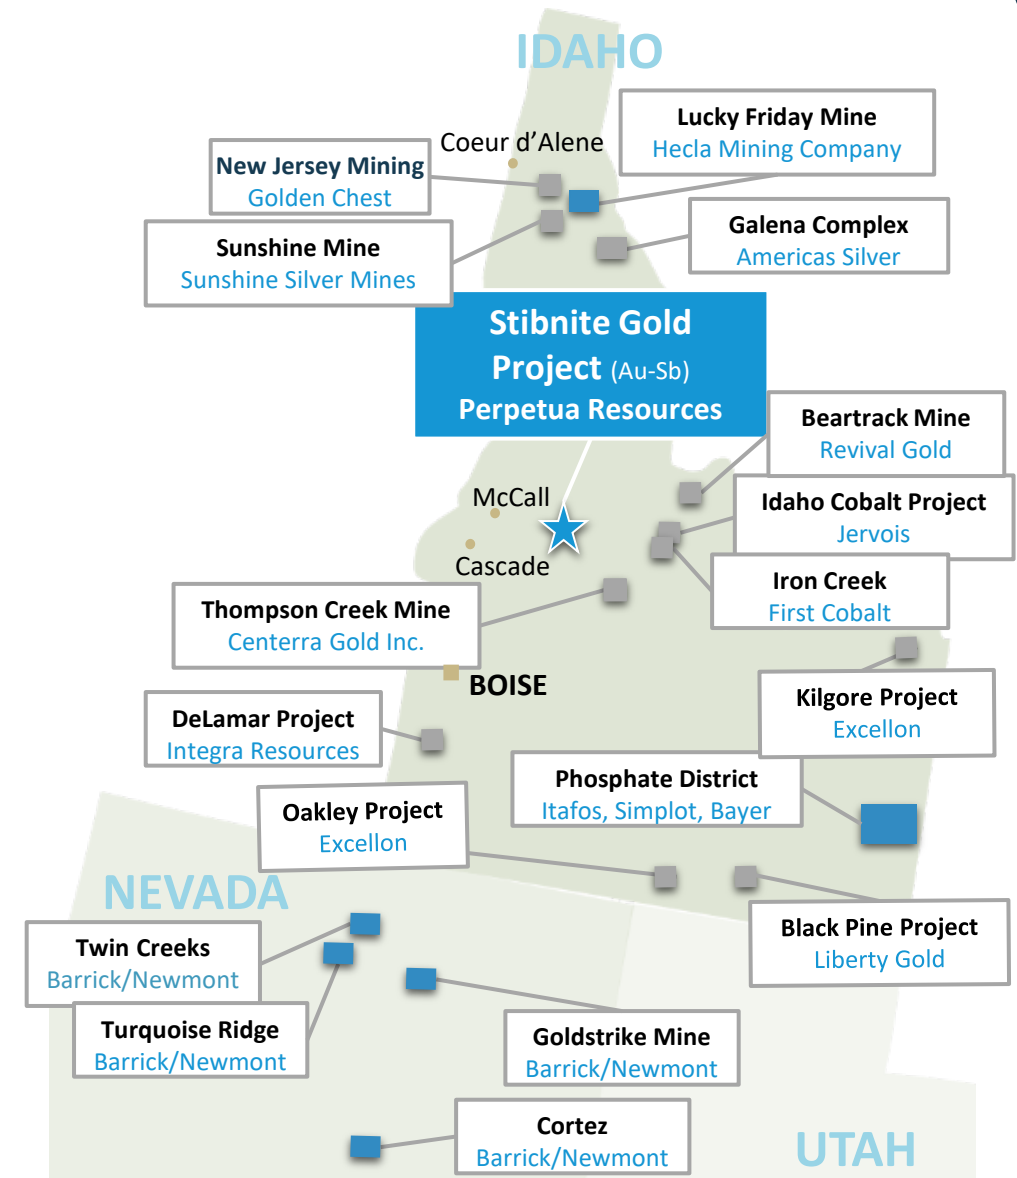 IDAHO
Lucky Friday Mine
Hecla Mining Company
Coeur d'Alene
New Jersey Mining
Golden Chest
Galena Complex
Americas Silver
Sunshine Mine
Sunshine Silver Mines
Stibnite Gold
Project (Au-Sb)
Perpetua Resources
Beartrack Mine
Revival Gold
McCall
Idaho Cobalt Project
Jervois
Cascade
Iron Creek
First Cobalt
Thompson Creek Mine
Centerra Gold Inc.
BOISE
Kilgore Project
Excellon
DeLamar Project
Integra Resources
Phosphate District
Itafos, Simplot, Bayer
Oakley Project
Excellon
NEVADA
Black Pine Project
Liberty Gold
Twin Creeks
Barrick/Newmont
Turquoise Ridge
Barrick/Newmont
Goldstrike Mine
Barrick/Newmont
Cortez
Barrick/Newmont
UTAH